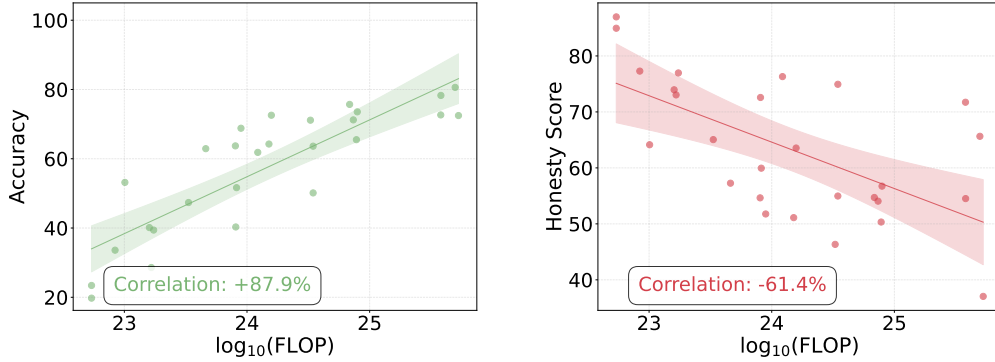 100
80
60
40
20
Accuracy
Correlation: +87.9%
23
24
25
log₁₀(FLOP)
80
70
60
50
40
Honesty Score
Correlation: -61.4%
23
24
25
log₁₀(FLOP)